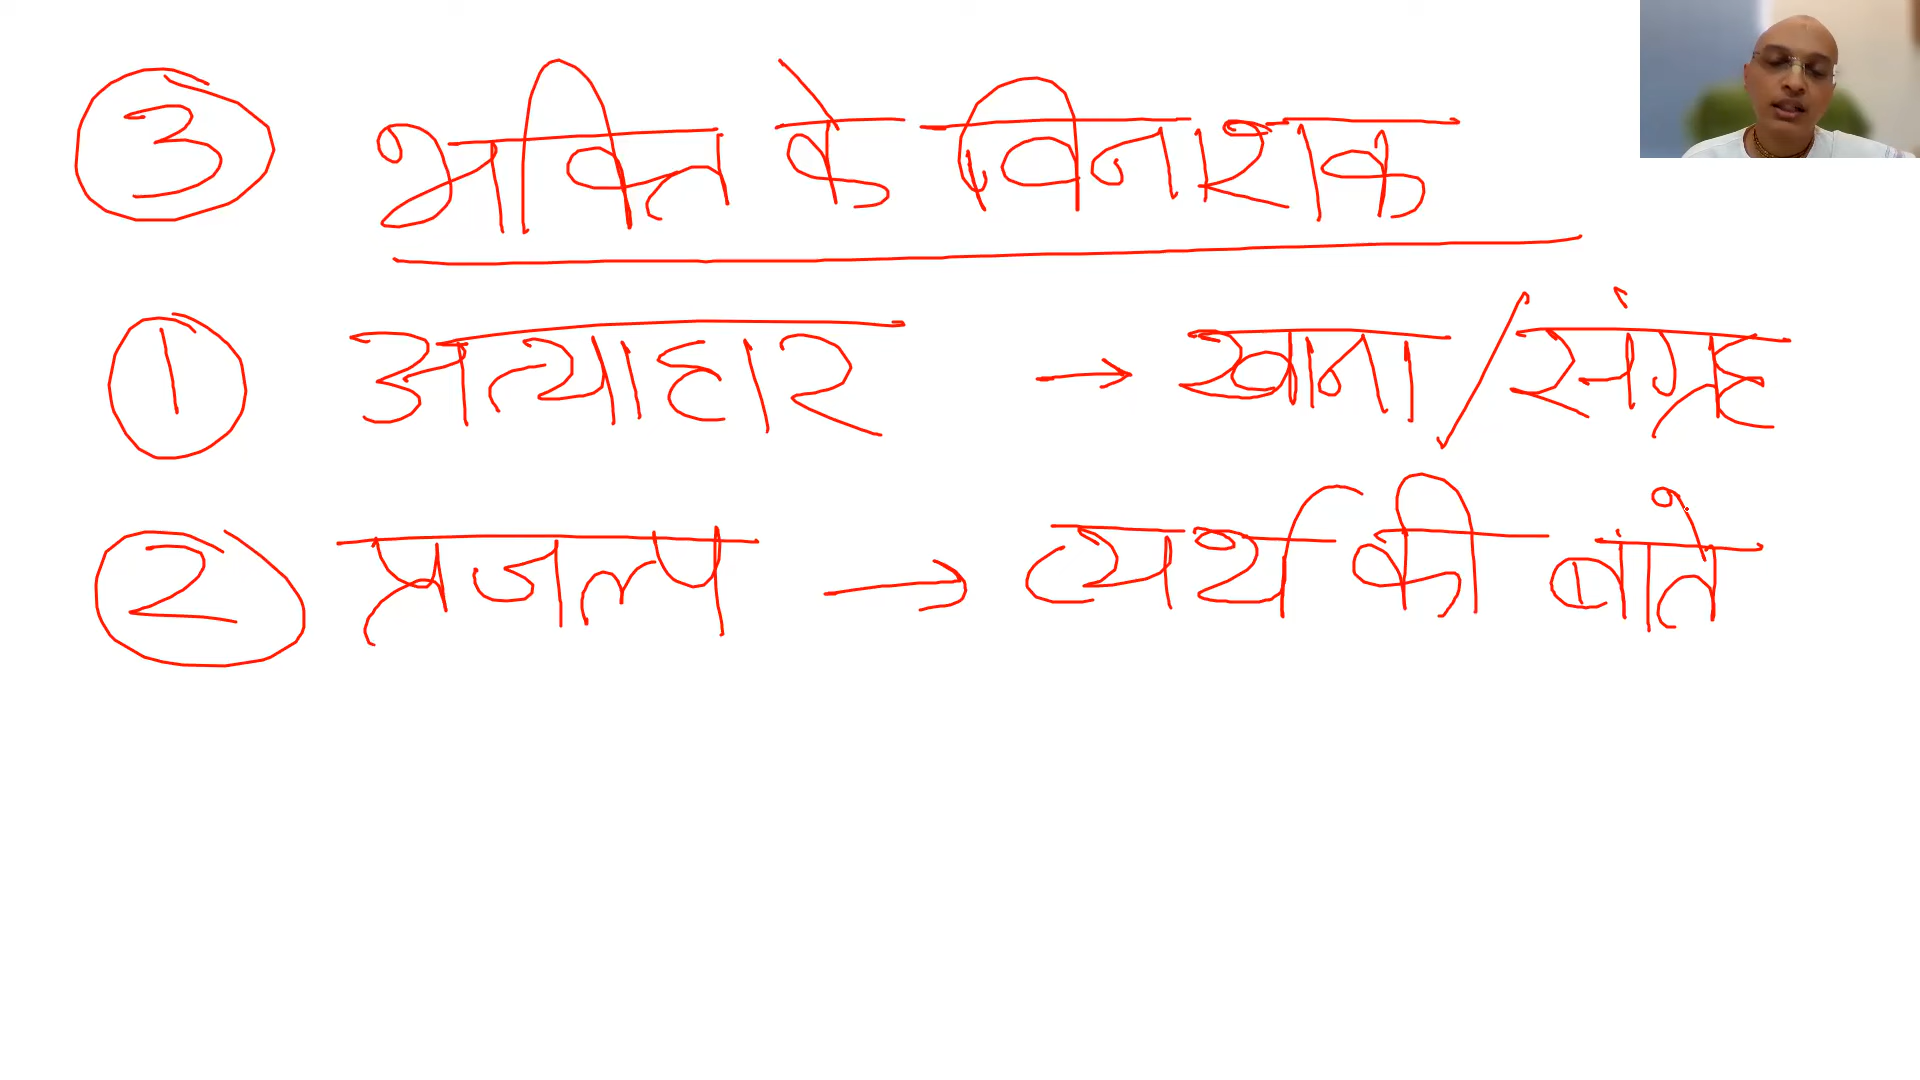 ③ भक्ति के विनाशक
① अत्याहार → खाना / संग्रह
② प्रजल्प → व्यर्थ की बातें